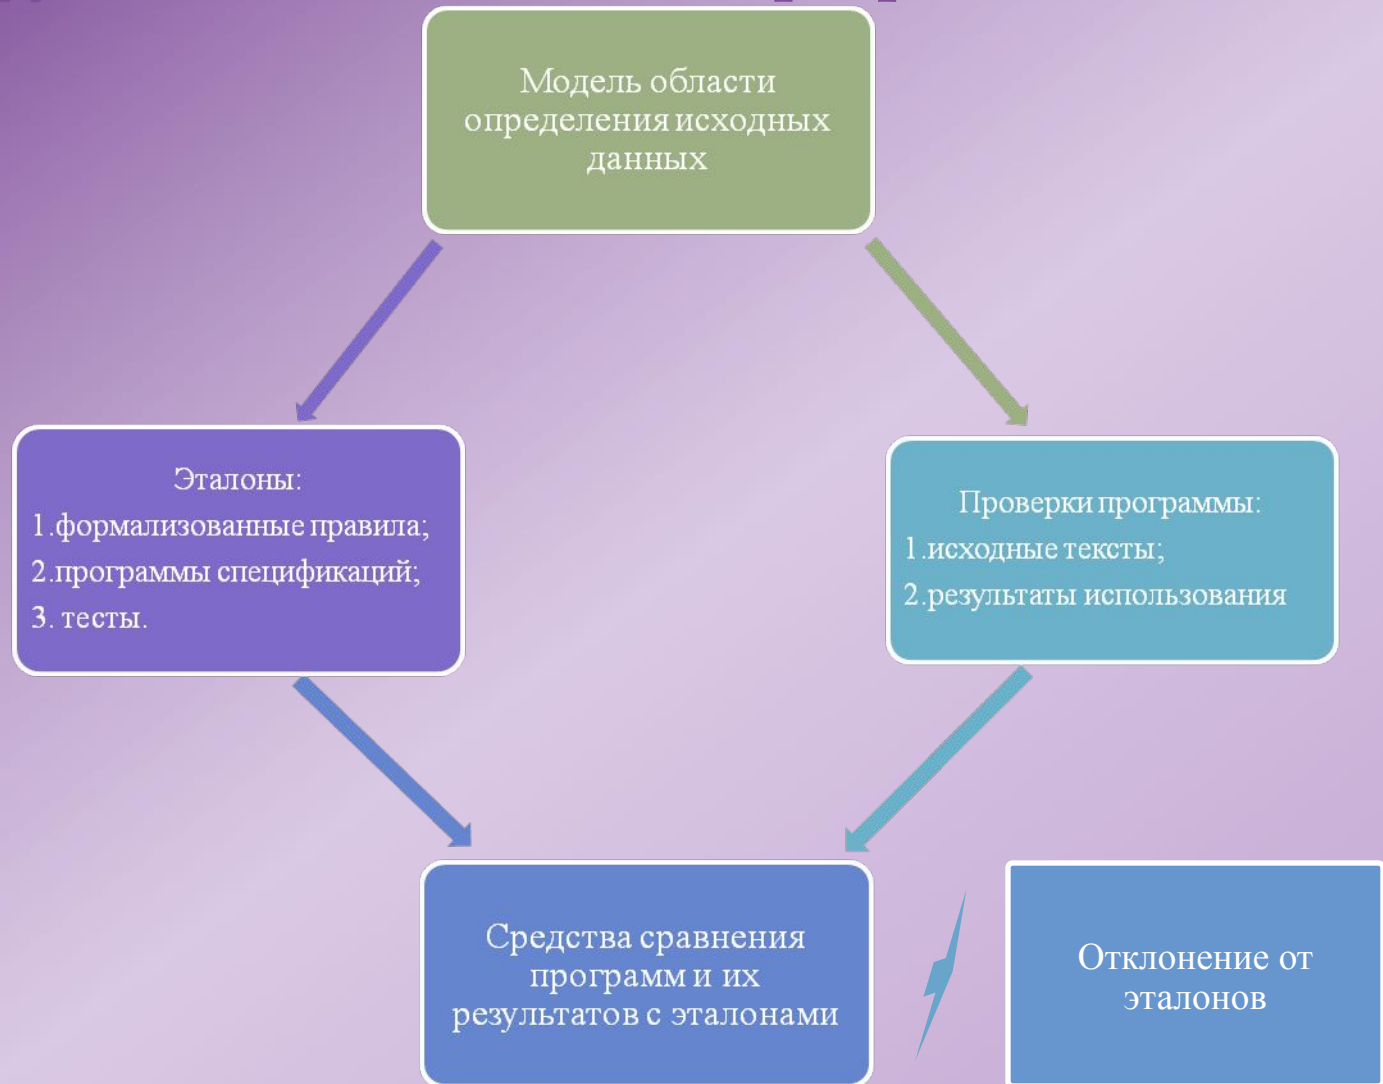 Модель области
определения исходных
данных
Эталоны:
1.формализованные правила;
2.программы спецификаций;
3. тесты.
Проверки программы:
1.исходные тексты;
2.результаты использования
Средства сравнения
программ и их
результатов с эталонами
Отклонение от
эталонов